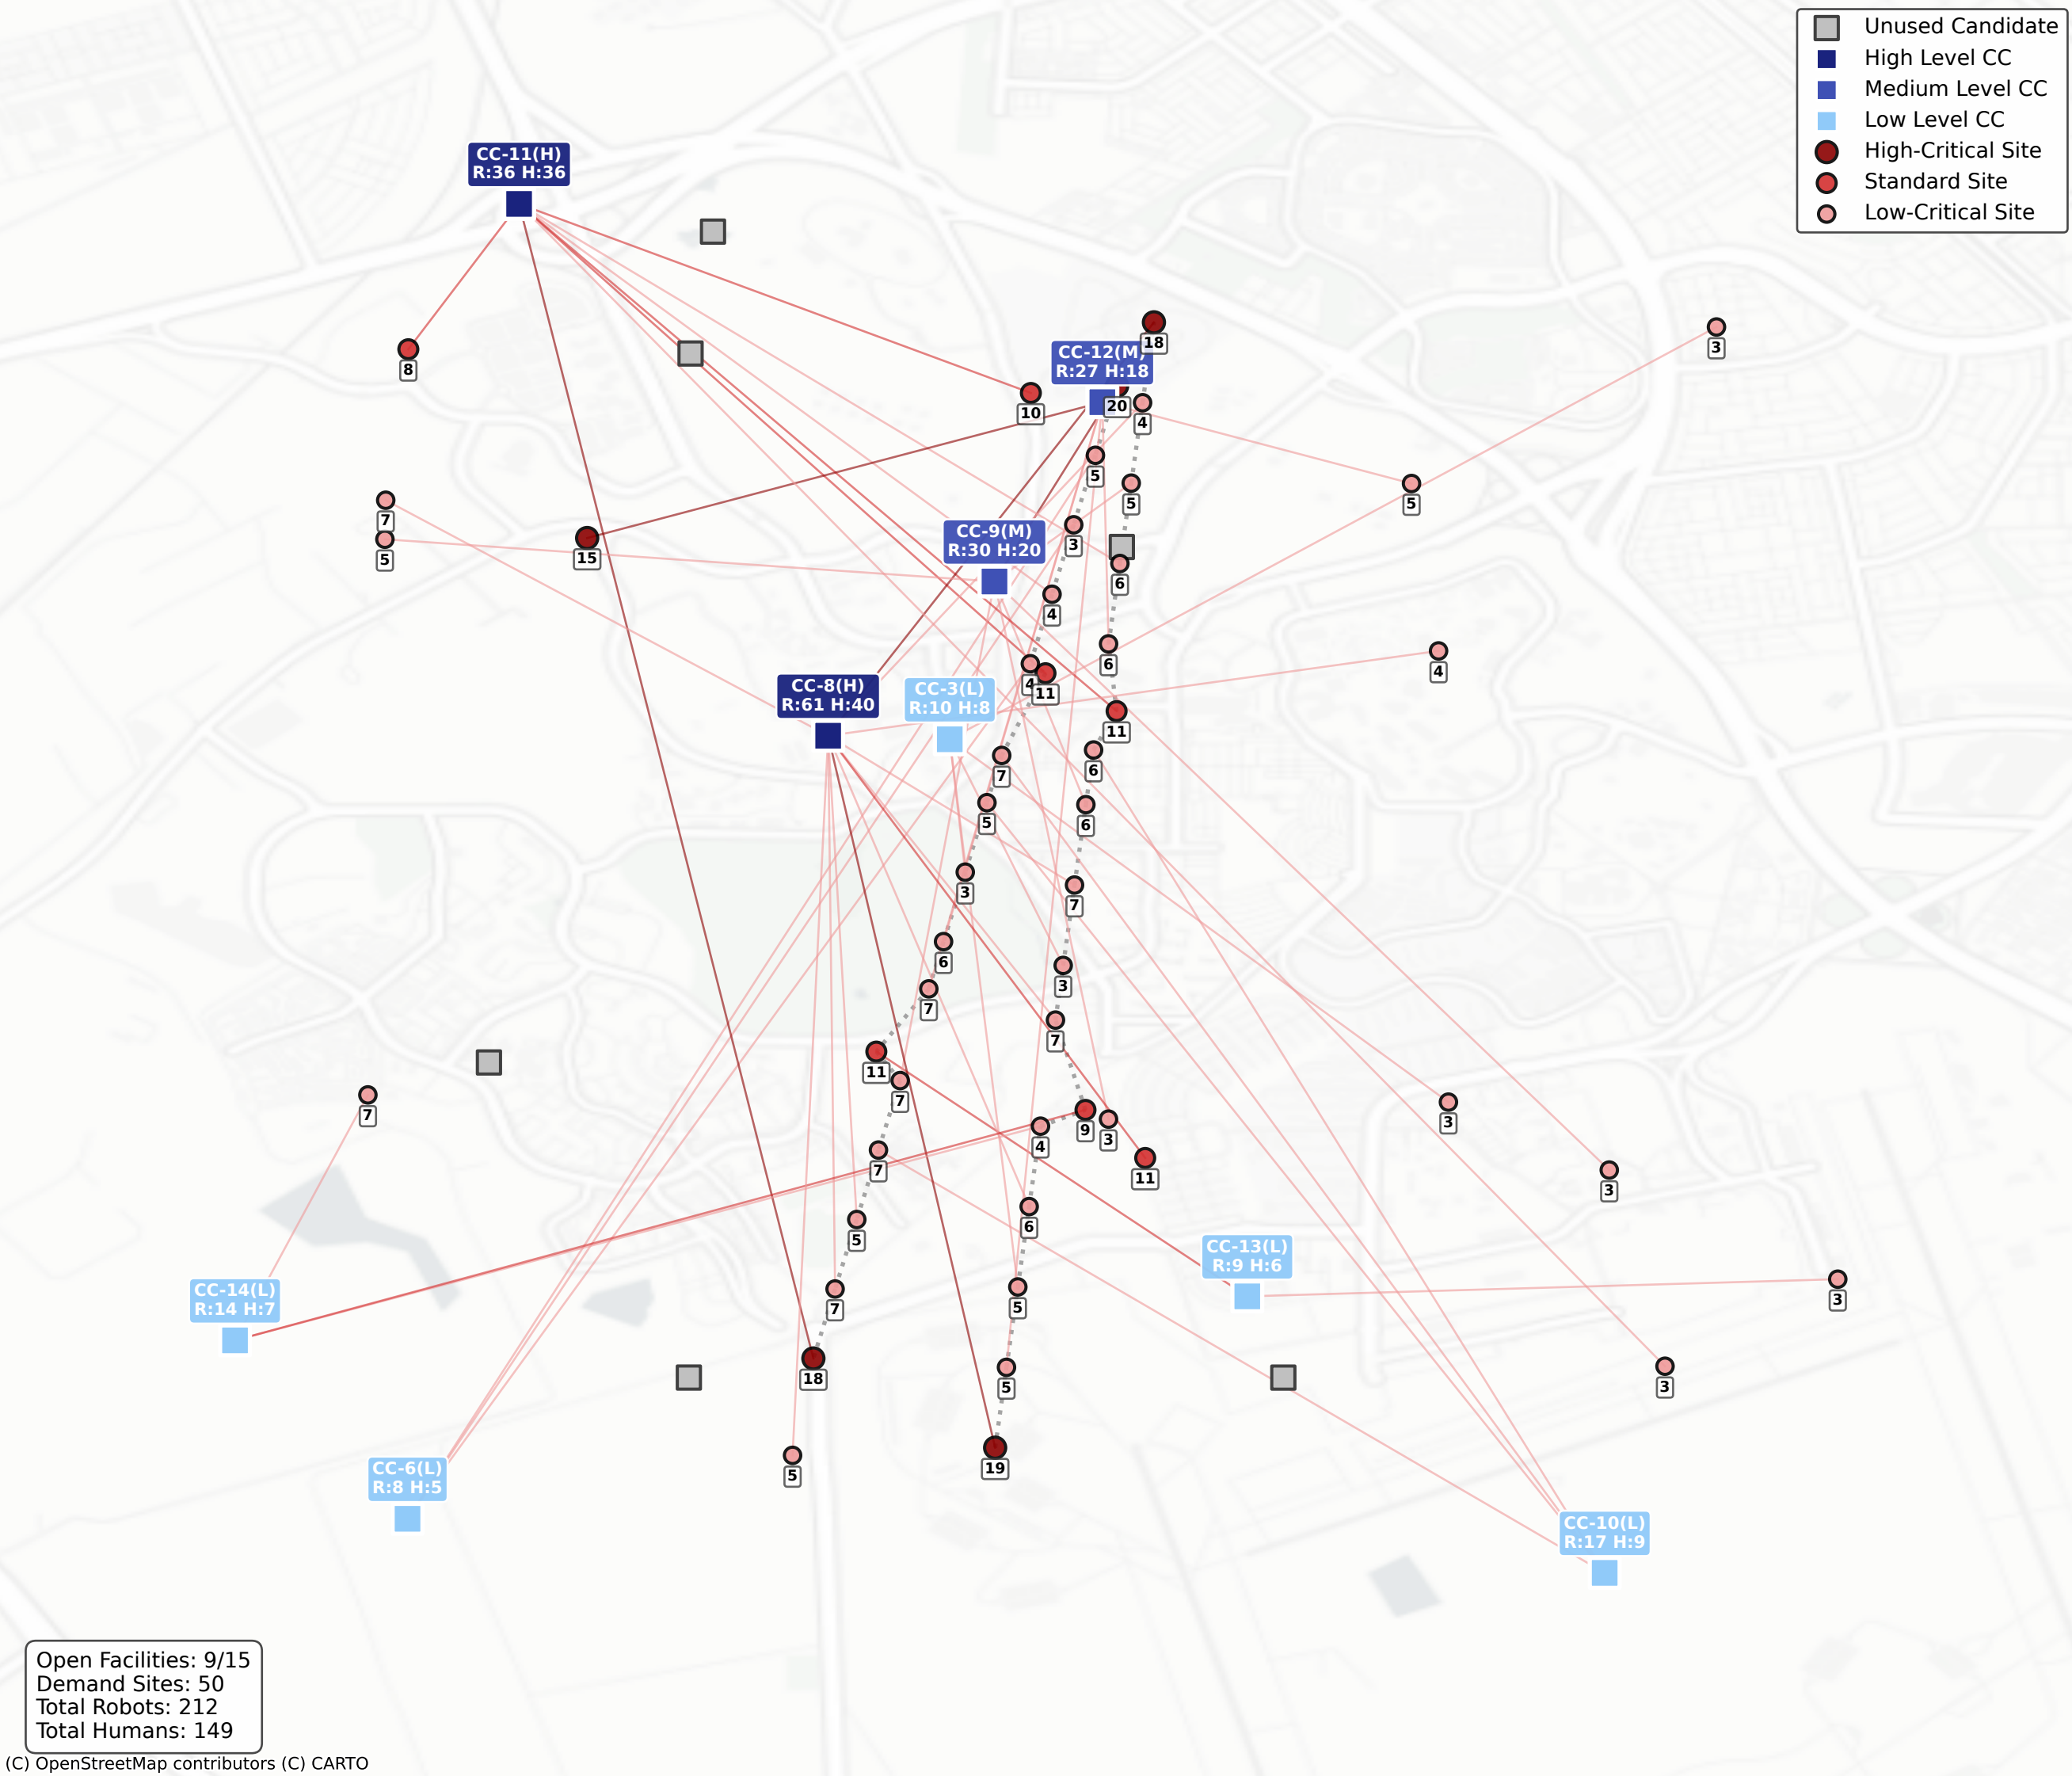 Unused Candidate
High Level CC
Medium Level CC
Low Level CC
High-Critical Site
Standard Site
Low-Critical Site
CC-11(H)
R:36 H:36
18
3
CC-12(M)
R:27 H:18
8
10
20
4
5
5
5
7
CC-9(M)
R:30 H:20
3
5
15
6
4
6
4
4
11
CC-8(H)
R:61 H:40
CC-3(L)
R:10 H:8
11
7
6
5
6
3
7
6
3
7
7
11
7
7
9
3
4
3
7
11
3
6
5
CC-13(L)
R:9 H:6
CC-14(L)
R:14 H:7
7
5
3
18
5
3
5
19
CC-6(L)
R:8 H:5
CC-10(L)
R:17 H:9
Open Facilities: 9/15
Demand Sites: 50
Total Robots: 212
Total Humans: 149
(C) OpenStreetMap contributors (C) CARTO